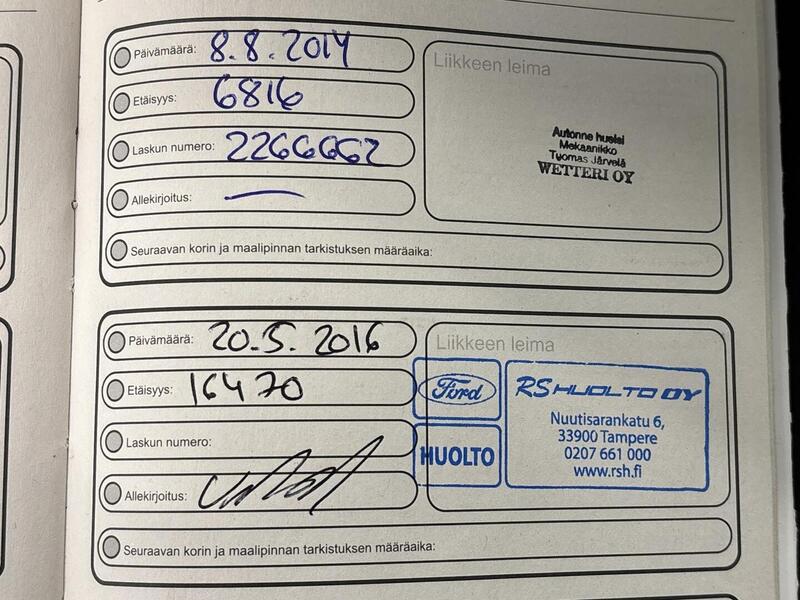 Päivämäärä: 8.8.2014
Etäisyys: 6816
Laskun numero: 2266662
Allekirjoitus:
Liikkeen leima
Autonne huolsi
Mekaanikko
Tuomas Järvelä
WETTERI OY
Seuraavan korin ja maalipinnan tarkistuksen määräaika:
Päivämäärä: 20.5.2016
Etäisyys: 16470
Laskun numero:
Allekirjoitus:
Liikkeen leima
Ford
HUOLTO
RS HUOLTO OY
Nuutisarankatu 6,
33900 Tampere
0207 661 000
www.rsh.fi
Seuraavan korin ja maalipinnan tarkistuksen määräaika: